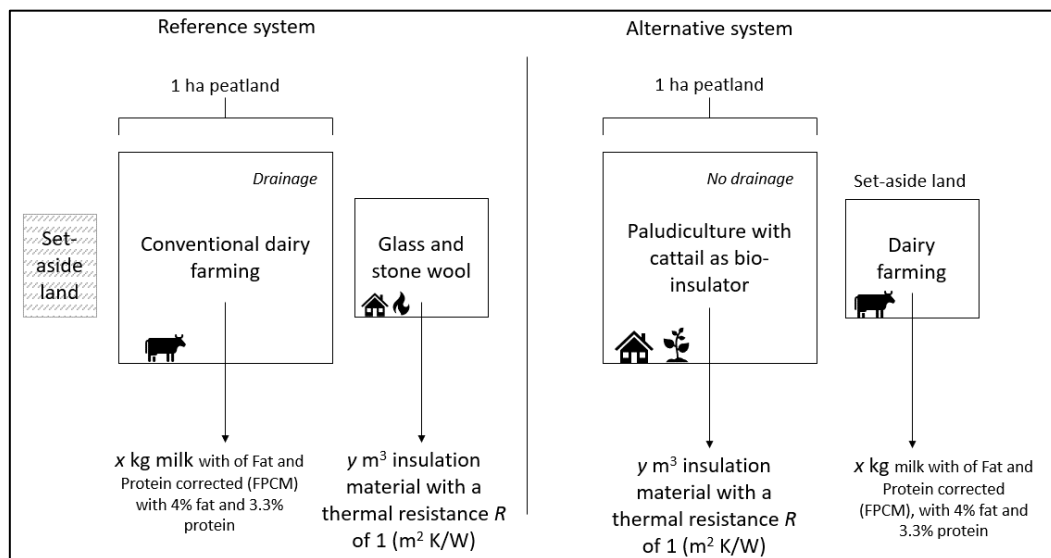 Reference system
1 ha peatland
Set-
aside
land
Drainage
Conventional dairy
farming
Glass and
stone wool
x kg milk with of Fat and
Protein corrected (FPCM)
with 4% fat and 3.3%
protein
y m³ insulation
material with a
thermal resistance R
of 1 (m² K/W)
Alternative system
1 ha peatland
No drainage
Paludiculture with
cattail as bio-
insulator
Set-aside land
Dairy
farming
y m³ insulation
material with a
thermal resistance R
of 1 (m² K/W)
x kg milk with of Fat and
Protein corrected
(FPCM), with 4% fat and
3.3% protein